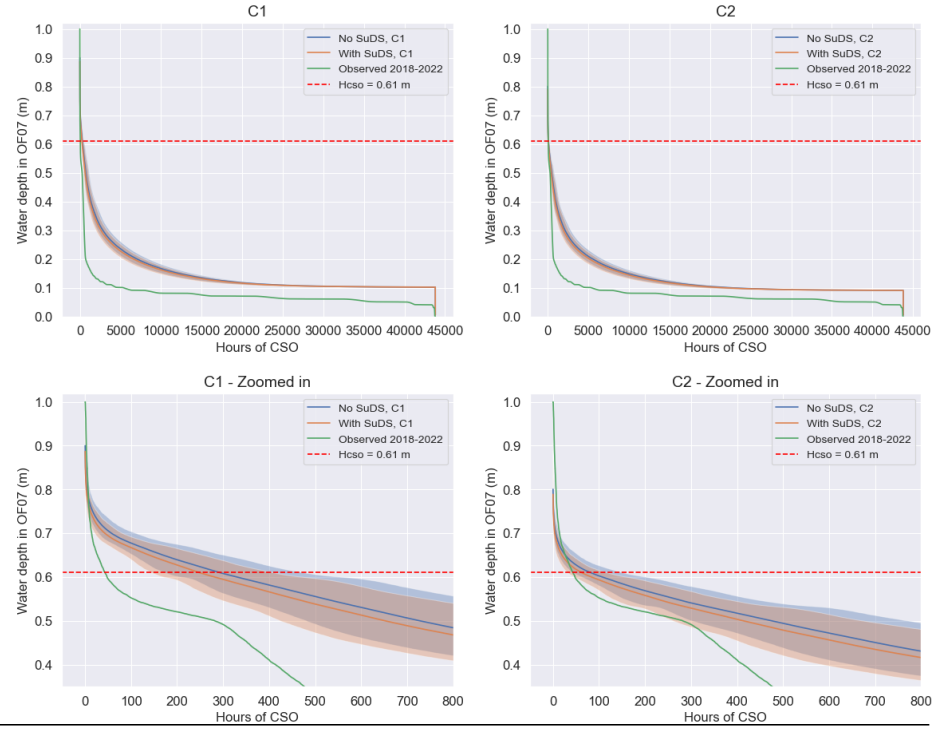 C1
1.0
0.9
0.8
0.7
0.6
0.5
0.4
0.3
0.2
0.1
0.0
Water depth in OF07 (m)
No SuDS, C1
With SuDS, C1
Observed 2018-2022
Hcso = 0.61 m
0 5000 10000 15000 20000 25000 30000 35000 40000 45000
Hours of CSO
C2
1.0
0.9
0.8
0.7
0.6
0.5
0.4
0.3
0.2
0.1
0.0
Water depth in OF07 (m)
No SuDS, C2
With SuDS, C2
Observed 2018-2022
Hcso = 0.61 m
0 5000 10000 15000 20000 25000 30000 35000 40000 45000
Hours of CSO
C1 - Zoomed in
1.0
0.9
0.8
0.7
0.6
0.5
0.4
Water depth in OF07 (m)
No SuDS, C1
With SuDS, C1
Observed 2018-2022
Hcso = 0.61 m
0 100 200 300 400 500 600 700 800
Hours of CSO
C2 - Zoomed in
1.0
0.9
0.8
0.7
0.6
0.5
0.4
Water depth in OF07 (m)
No SuDS, C2
With SuDS, C2
Observed 2018-2022
Hcso = 0.61 m
0 100 200 300 400 500 600 700 800
Hours of CSO